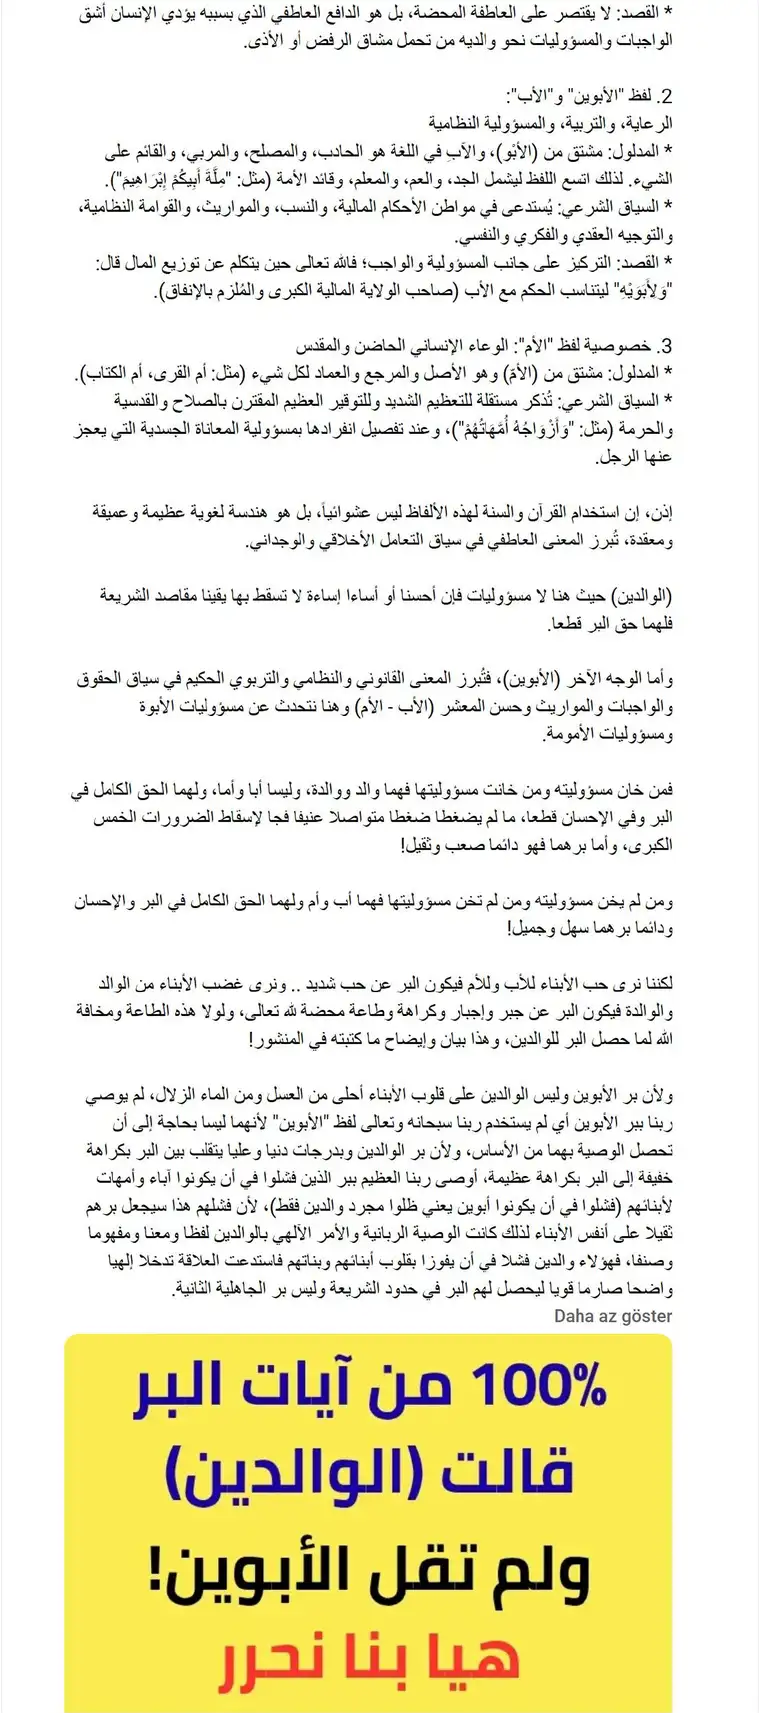 * القصد: لا يقتصر على العاطفة المحضة، بل هو الدافع العاطفي الذي بسببه يؤدي الإنسان أشق
الواجبات والمسؤوليات نحو والديه من تحمل مشاق الرفض أو الأذى.
2. لفظ "الأبوين" و"الأب":
الرعاية، والتربية، والمسؤولية النظامية
* المدلول: مشتق من (الأبْو)، والآبِ في اللغة هو الحادب، والمصلح، والمربي، والقائم على
الشيء. لذلك اتسع اللفظ ليشمل الجد، والعم، والمعلم، وقائد الأمة (مثل: "مِلَّةَ أَبِيكُمْ إِبْرَاهِيمَ").
* السياق الشرعي: يُستدعى في مواطن الأحكام المالية، والنسب، والمواريث، والقوامة النظامية،
والتوجيه العقدي والفكري والنفسي.
* القصد: التركيز على جانب المسؤولية والواجب؛ فالله تعالى حين يتكلم عن توزيع المال قال:
"وَلِأَبَوَيْهِ" ليتناسب الحكم مع الأب (صاحب الولاية المالية الكبرى والمُلزم بالإنفاق).
3. خصوصية لفظ "الأم": الوعاء الإنساني الحاضن والمقدس
* المدلول: مشتق من (الأمّ) وهو الأصل والمرجع والعماد لكل شيء (مثل: أم القرى، أم الكتاب).
* السياق الشرعي: تُذكر مستقلة للتعظيم الشديد وللتوقير العظيم المقترن بالصلاح والقدسية
والحرمة (مثل: "وَأَزْوَاجُهُ أُمَّهَاتُهُمْ")، وعند تفصيل انفرادها بمسؤولية المعاناة الجسدية التي يعجز
عنها الرجل.
إذن، إن استخدام القرآن والسنة لهذه الألفاظ ليس عشوائياً، بل هو هندسة لغوية عظيمة وعميقة
ومعقدة، تُبرز المعنى العاطفي في سياق التعامل الأخلاقي والوجداني.
(الوالدين) حيث هنا لا مسؤوليات فإن أحسنا أو أساءا إساءة لا تسقط بها يقينا مقاصد الشريعة
فلهما حق البر قطعا.
وأما الوجه الآخر (الأبوين)، فتُبرز المعنى القانوني والنظامي والتربوي الحكيم في سياق الحقوق
والواجبات والمواريث وحسن المعشر (الأب - الأم) وهنا نتحدث عن مسؤوليات الأبوة
ومسؤوليات الأمومة.
فمن خان مسؤوليته ومن خانت مسؤوليتها فهما والد ووالدة، وليسا أبا وأما، ولهما الحق الكامل في
البر وفي الإحسان قطعا، ما لم يضغطا ضغطا متواصلا عنيفا فجا لإسقاط الضرورات الخمس
الكبرى، وأما برهما فهو دائما صعب وثقيل!
ومن لم يخن مسؤوليته ومن لم تخن مسؤوليتها فهما أب وأم ولهما الحق الكامل في البر والإحسان
ودائما برهما سهل وجميل!
لكننا نرى حب الأبناء للأب وللأم فيكون البر عن حب شديد .. ونرى غضب الأبناء من الوالد
والوالدة فيكون البر عن جبر وإجبار وكراهة وطاعة محضة لله تعالى، ولولا هذه الطاعة ومخافة
الله لما حصل البر للوالدين، وهذا بيان وإيضاح ما كتبته في المنشور!
ولأن بر الأبوين وليس الوالدين على قلوب الأبناء أحلى من العسل ومن الماء الزلال، لم يوصي
ربنا ببر الأبوين أي لم يستخدم ربنا سبحانه وتعالى لفظ "الأبوين" لأنهما ليسا بحاجة إلى أن
تحصل الوصية بهما من الأساس، ولأن بر الوالدين وبدرجات دنيا وعليا يتقلب بين البر بكراهة
خفيفة إلى البر بكراهة عظيمة، أوصى ربنا العظيم ببر الذين فشلوا في أن يكونوا آباء وأمهات
لأبنائهم (فشلوا في أن يكونوا أبوين يعني ظلوا مجرد والدين فقط)، لأن فشلهم هذا سيجعل برهم
ثقيلا على أنفس الأبناء لذلك كانت الوصية الربانية والأمر الآلهي بالوالدين لفظا ومعنا ومفهوما
وصنفا، فهؤلاء والدين فشلا في أن يفوزا بقلوب أبنائهم وبناتهم فاستدعت العلاقة تدخلا إلهيا
واضحا صارما قويا ليحصل لهم البر في حدود الشريعة وليس بر الجاهلية الثانية.
Daha az göster
100% من آيات البر
قالت (الوالدين)
ولم تقل الأبوين!
هيا بنا نحرر